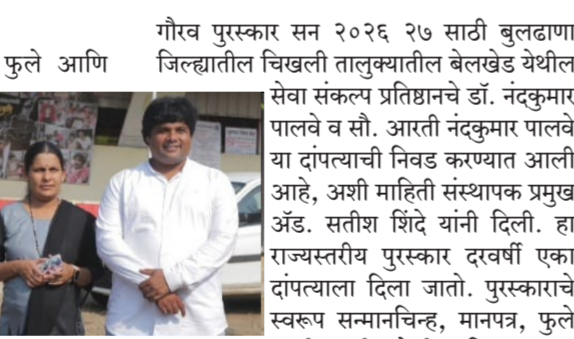 गौरव पुरस्कार सन २०२६ २७ साठी बुलढाणा
फुले आणि
जिल्ह्यातील चिखली तालुक्यातील बेलखेड येथील
सेवा संकल्प प्रतिष्ठानचे डॉ. नंदकुमार
पालवे व सौ. आरती नंदकुमार पालवे
या दांपत्याची निवड करण्यात आली
आहे, अशी माहिती संस्थापक प्रमुख
ॲड. सतीश शिंदे यांनी दिली. हा
राज्यस्तरीय पुरस्कार दरवर्षी एका
दांपत्याला दिला जातो. पुरस्काराचे
स्वरूप सन्मानचिन्ह, मानपत्र, फुले